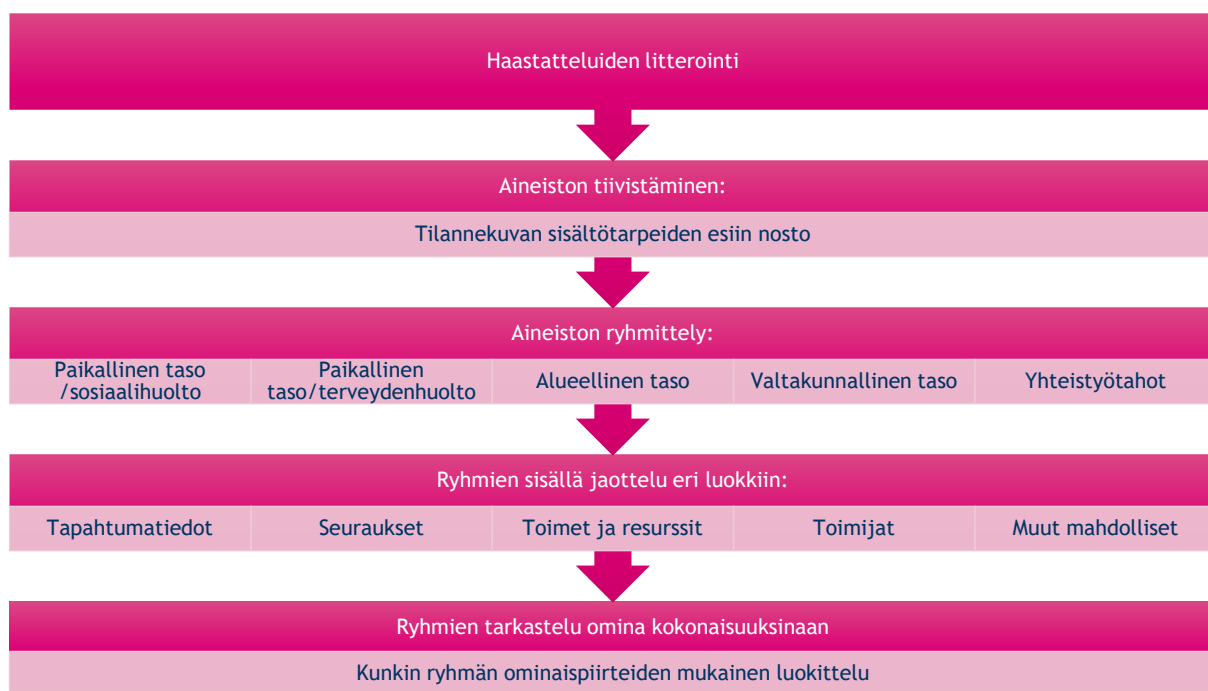 Haastatteluiden litterointi
Aineiston tiivistäminen:
Tilannekuvan sisältötarpeiden esiin nosto
Aineiston ryhmittely:
Paikallinen taso
/sosiaalihuolto
Paikallinen
taso/terveydenhuolto
Alueellinen taso
Valtakunnallinen taso
Yhteistyötahot
Ryhmien sisällä jaottelu eri luokkiin:
Tapahtumatiedot
Seuraukset
Toimet ja resurssit
Toimijat
Muut mahdolliset
Ryhmien tarkastelu omina kokonaisuuksinaan
Kunkin ryhmän ominaispiirteiden mukainen luokittelu